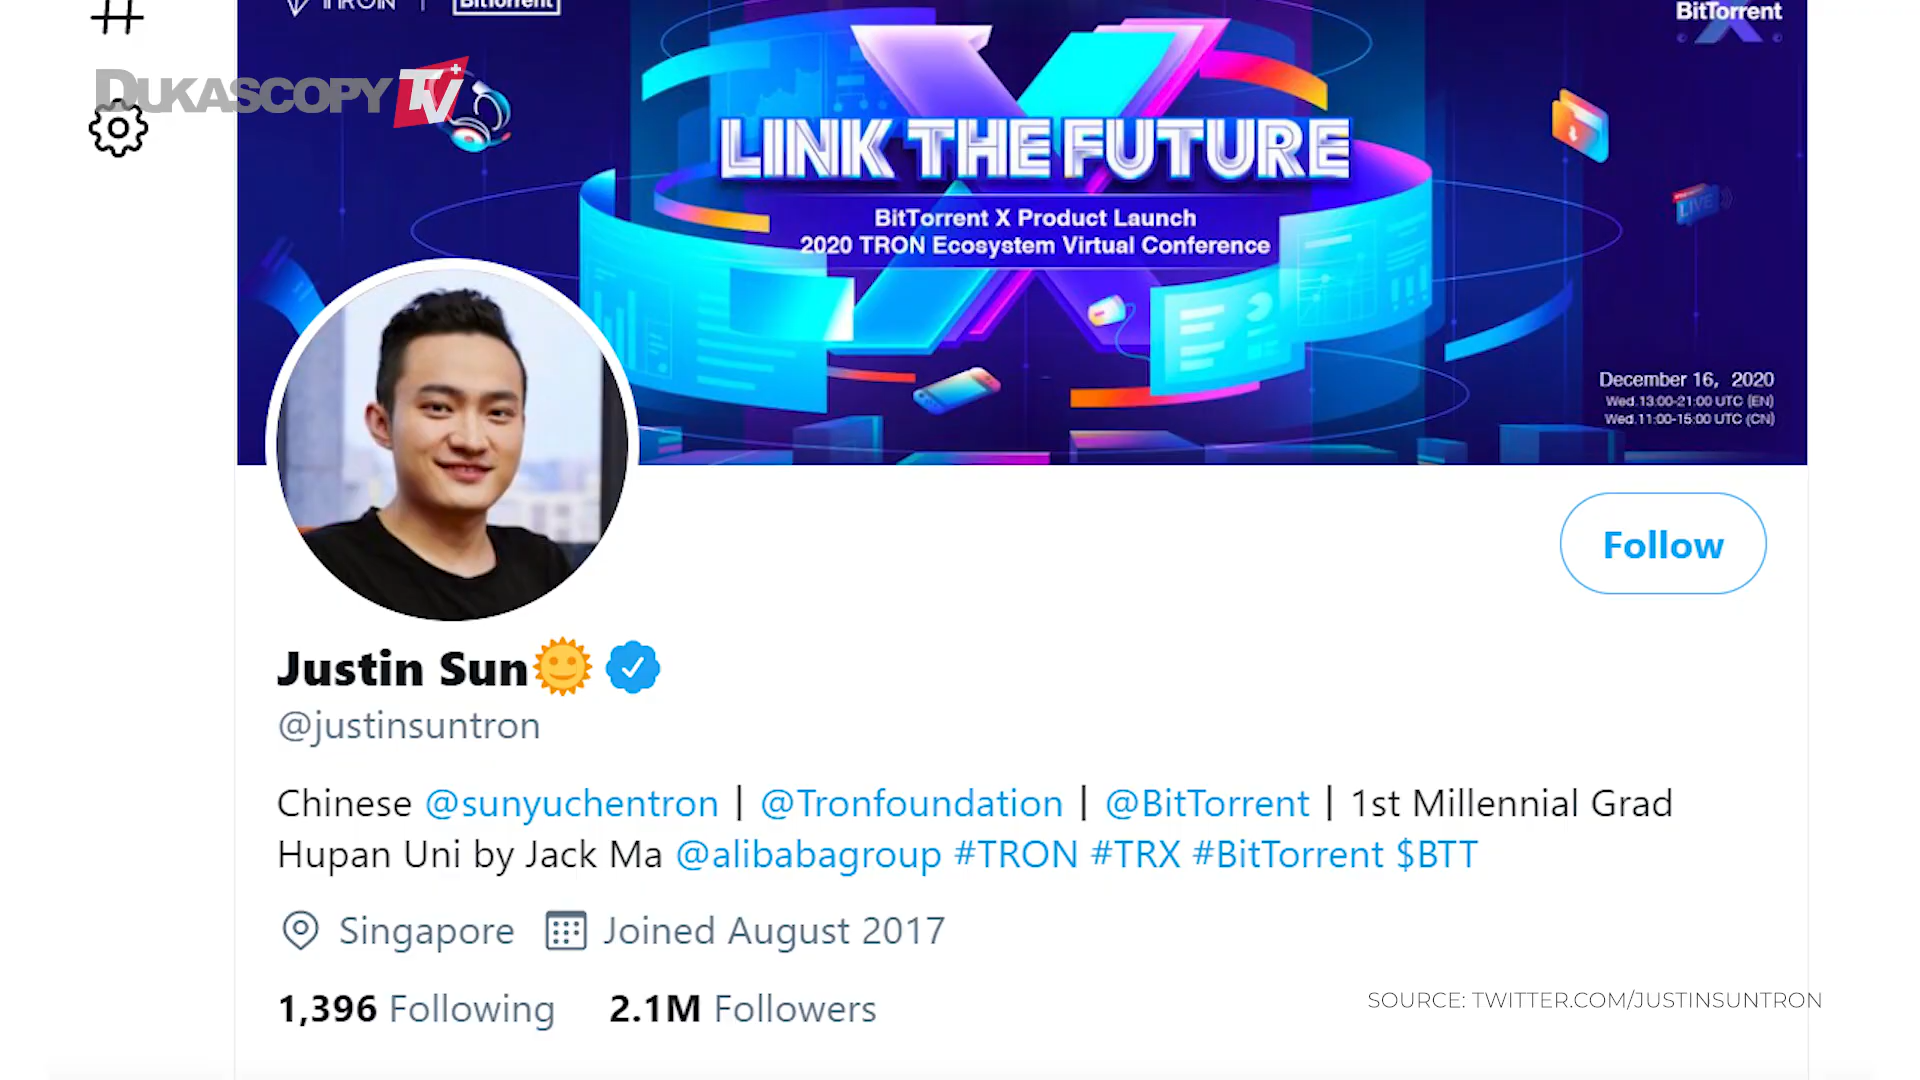 TRON | BitTorrent
BitTorrent
DUKASCOPY TV+
LINK THE FUTURE
BitTorrent X Product Launch
2020 TRON Ecosystem Virtual Conference
LIVE
December 16, 2020
Wed.13:00-21:00 UTC (EN)
Wed.11:00-15:00 UTC (CN)
Follow
Justin Sun
@justinsuntron
Chinese @sunyuchentron | @Tronfoundation | @BitTorrent | 1st Millennial Grad
Hupan Uni by Jack Ma @alibabagroup #TRON #TRX #BitTorrent $BTT
Singapore Joined August 2017
1,396 Following 2.1M Followers
SOURCE: TWITTER.COM/JUSTINSUNTRON